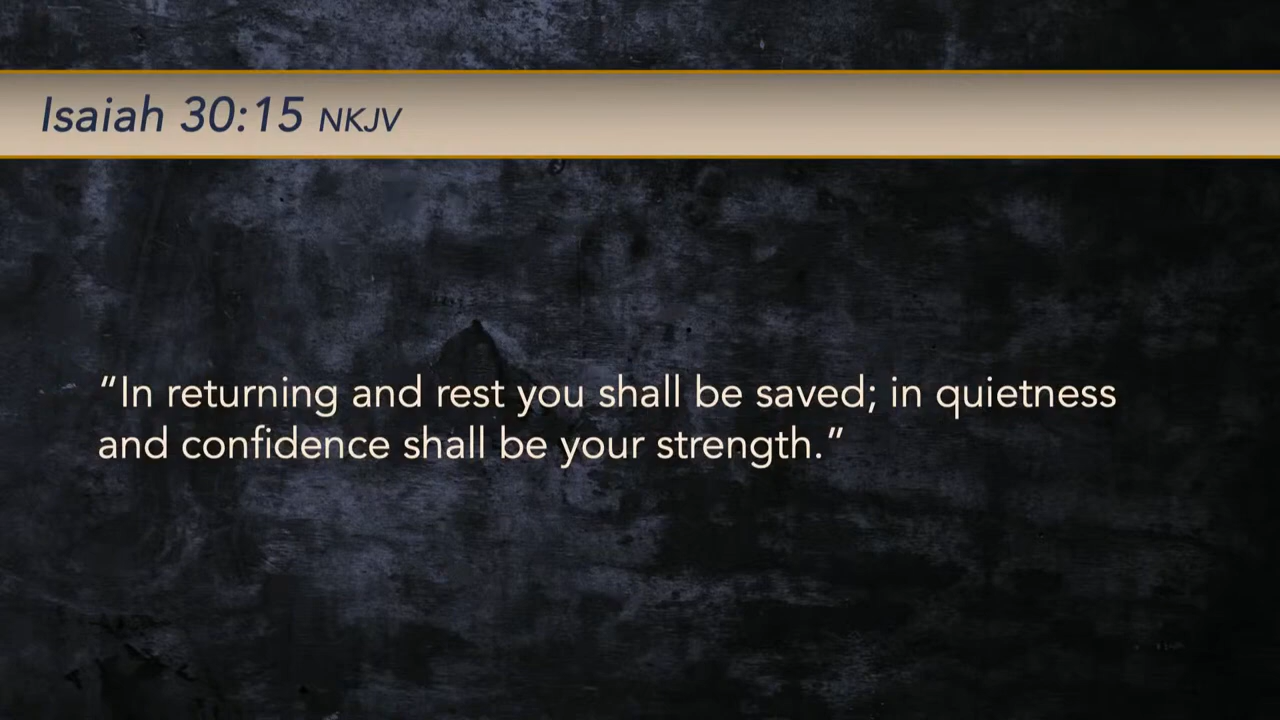 Isaiah 30:15 NKJV
“In returning and rest you shall be saved; in quietness
and confidence shall be your strength.”